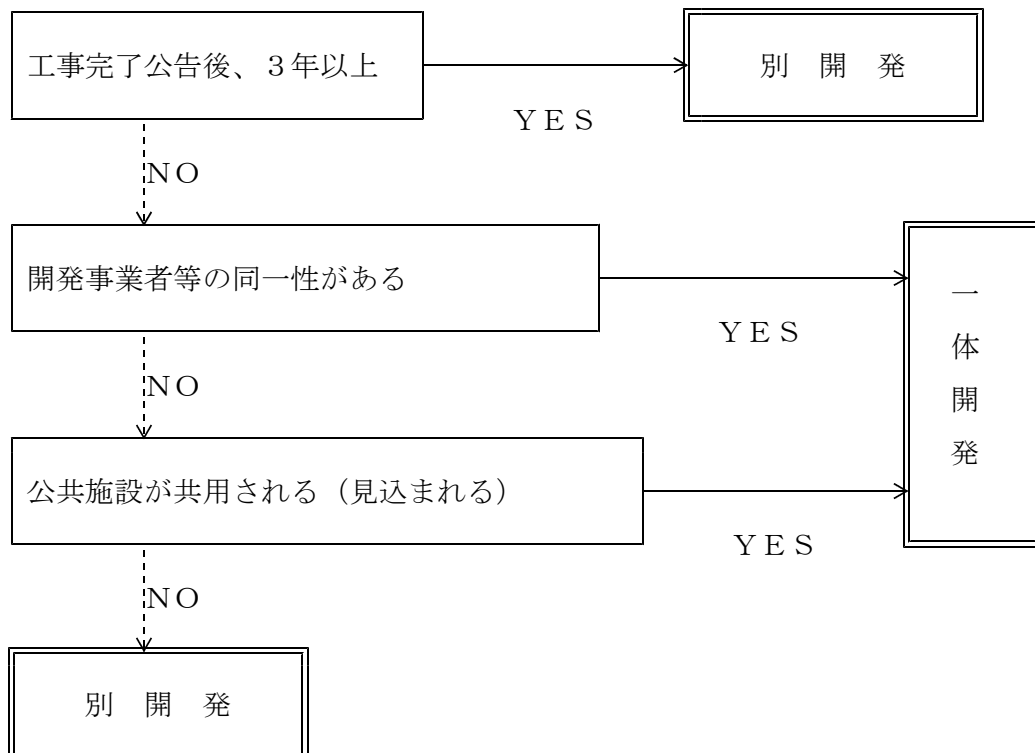 工事完了公告後、３年以上
別　開　発
ＹＥＳ
ＮＯ
開発事業者等の同一性がある
ＹＥＳ
一体開発
ＮＯ
公共施設が共用される（見込まれる）
ＹＥＳ
ＮＯ
別　開　発